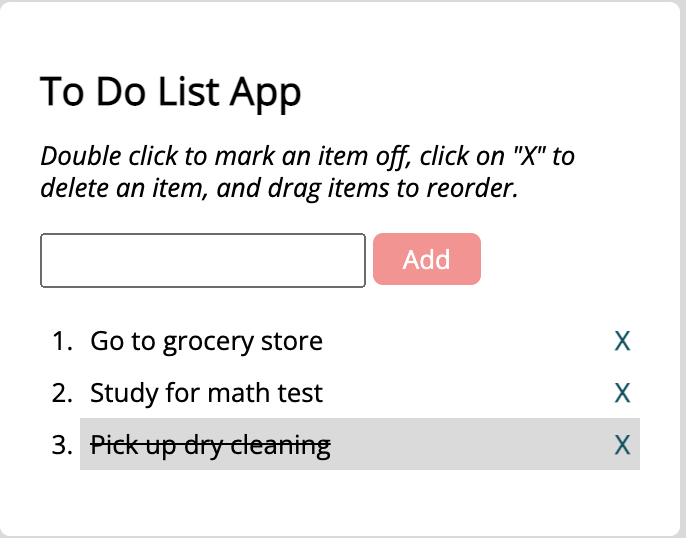 To Do List App
Double click to mark an item off, click on "X" to
delete an item, and drag items to reorder.
Add
1. Go to grocery store X
2. Study for math test X
3. Pick up dry cleaning X